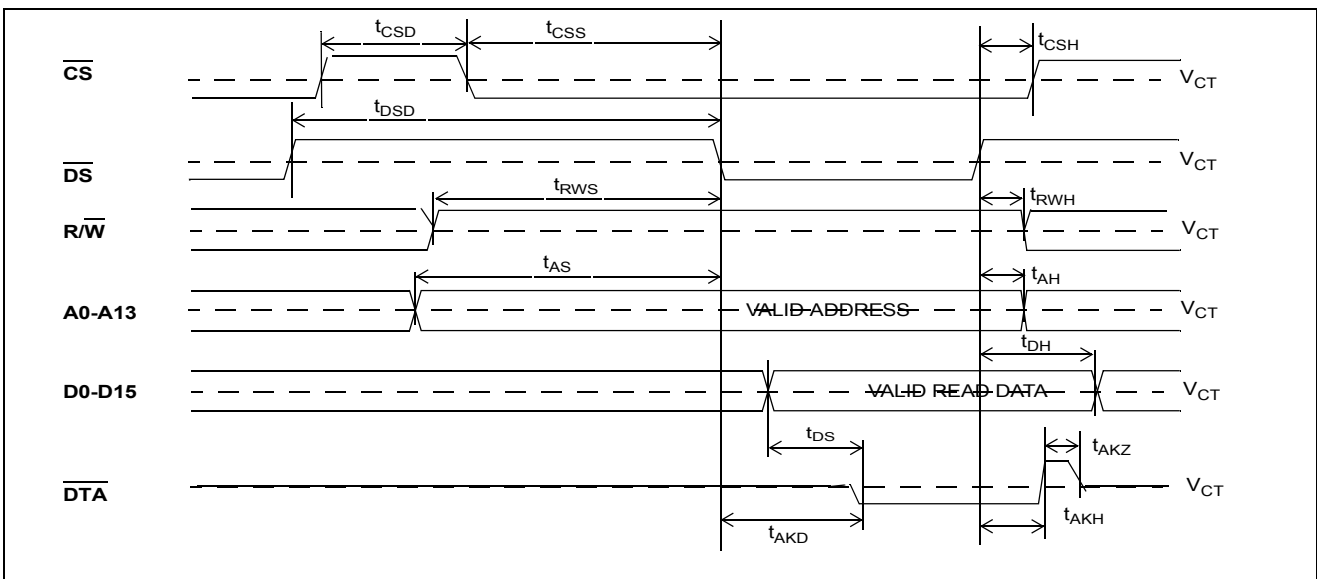 tCSD
tCSS
tCSH
CS
VCT
tDSD
DS
VCT
tRWS
tRWH
R/W
VCT
tAS
tAH
A0-A13
VALID ADDRESS
VCT
tDH
D0-D15
VALID READ DATA
VCT
tDS
tAKZ
DTA
VCT
tAKD
tAKH